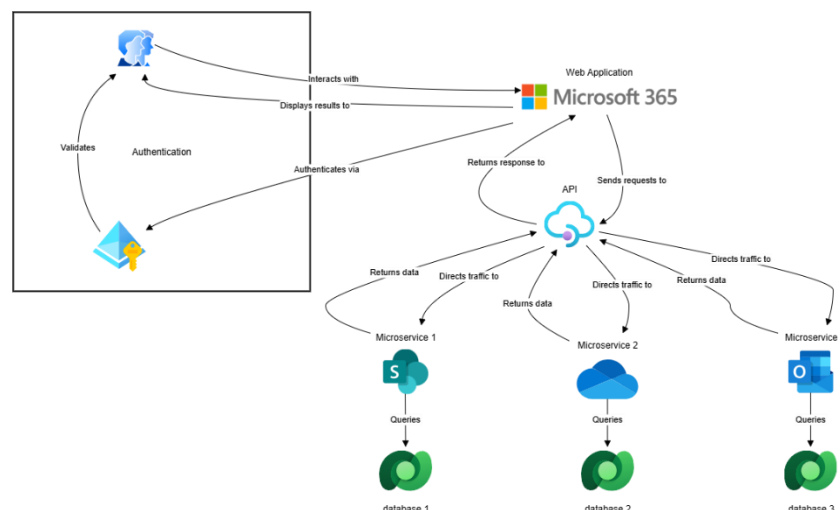 Web Application
Microsoft 365
Interacts with
Displays results to
Validates
Authentication
Authenticates via
Returns response to
Sends requests to
API
Returns data
Directs traffic to
Returns data
Directs traffic to
Directs traffic to
Returns data
Microservice 1
Microservice 2
Microservice
S
O
Queries
Queries
Queries
database 1
database 2
database 3